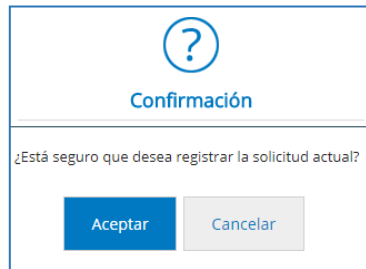 ?
Confirmación
¿Está seguro que desea registrar la solicitud actual?
Aceptar Cancelar